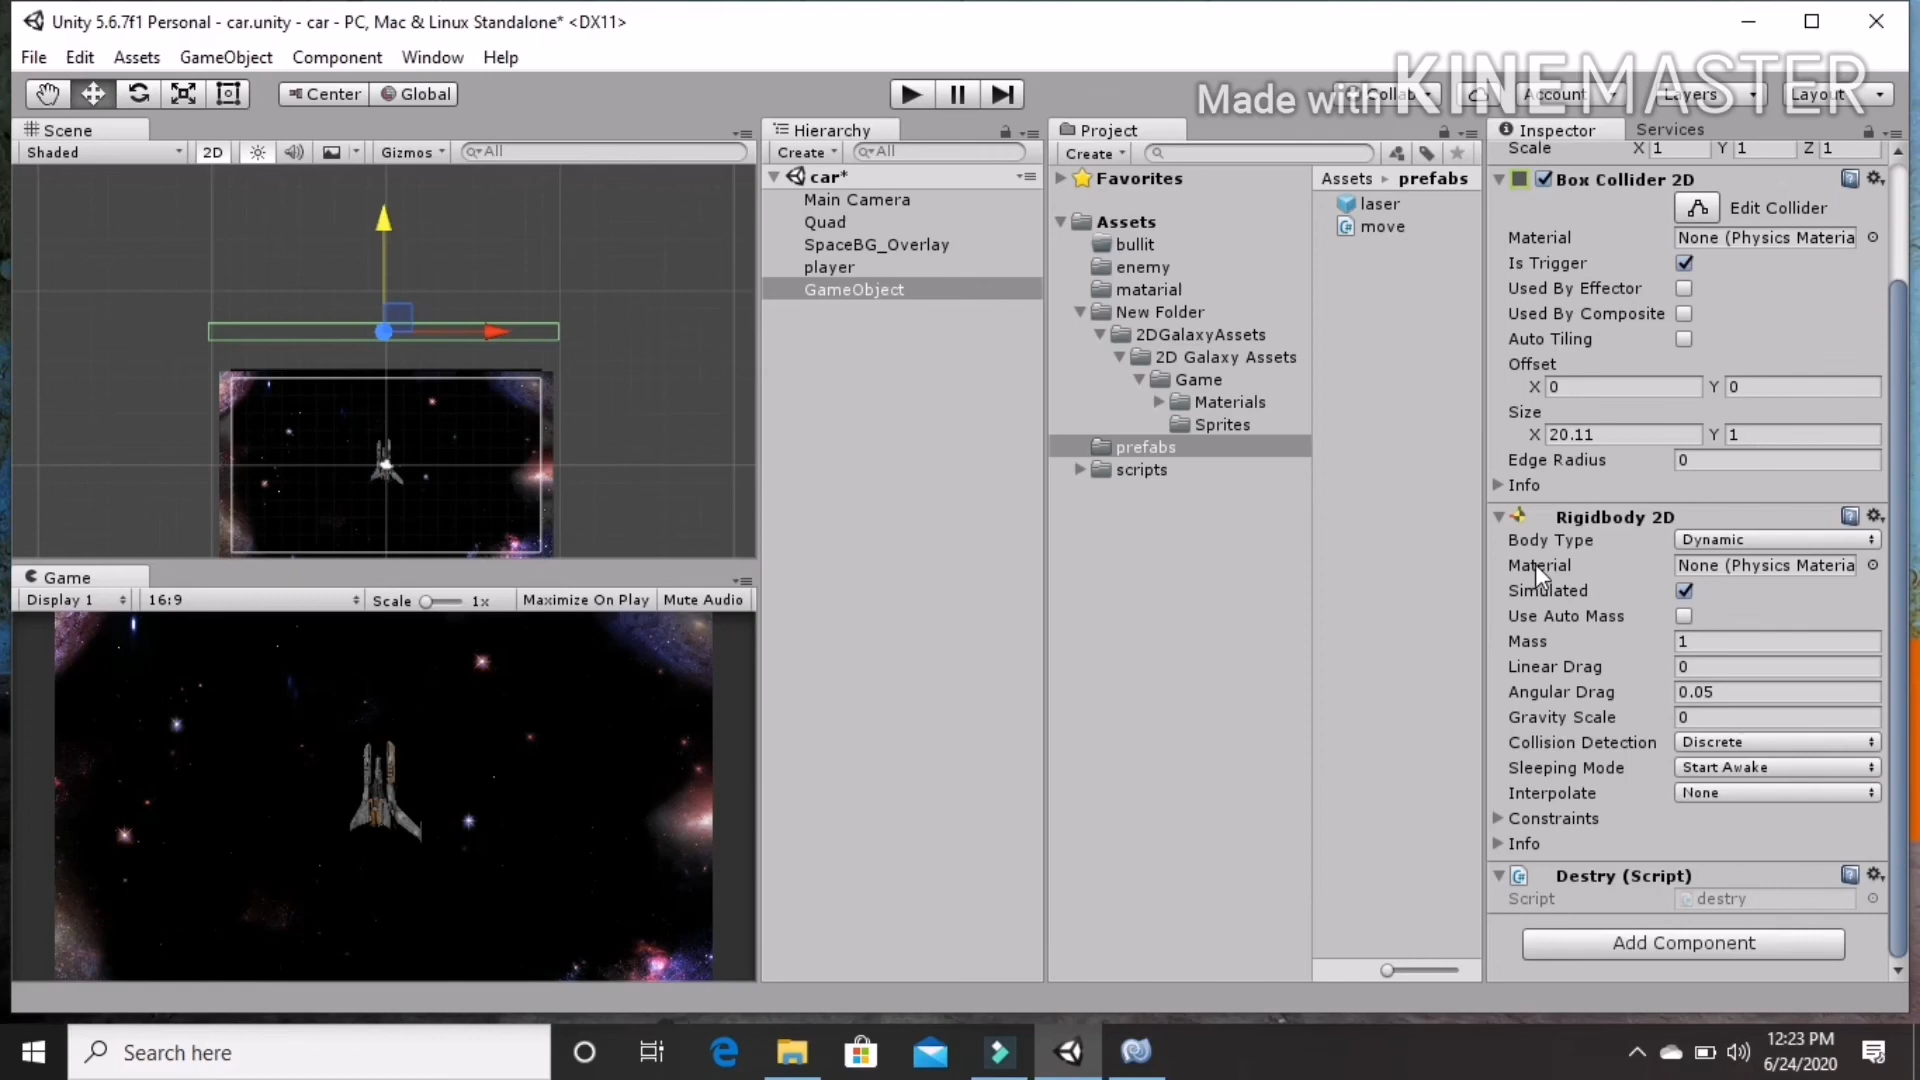 Unity 5.6.7f1 Personal - car.unity - car - PC, Mac & Linux Standalone* <DX11>
File Edit Assets GameObject Component Window Help
Center Global
Made with KINEMASTER
Collab Account Layers Layout
Scene
Shaded 2D Gizmos All
Game
Display 1 16:9 Scale 1x Maximize On Play Mute Audio
Hierarchy
Create All
car*
Main Camera
Quad
SpaceBG_Overlay
player
GameObject
Project
Create
Favorites
Assets
bullit
enemy
matarial
New Folder
2DGalaxyAssets
2D Galaxy Assets
Game
Materials
Sprites
prefabs
scripts
Assets prefabs
laser
move
Inspector Services
Scale X 1 Y 1 Z 1
Box Collider 2D
Edit Collider
Material None (Physics Materia
Is Trigger
Used By Effector
Used By Composite
Auto Tiling
Offset
X 0 Y 0
Size
X 20.11 Y 1
Edge Radius 0
Info
Rigidbody 2D
Body Type Dynamic
Material None (Physics Materia
Simulated
Use Auto Mass
Mass 1
Linear Drag 0
Angular Drag 0.05
Gravity Scale 0
Collision Detection Discrete
Sleeping Mode Start Awake
Interpolate None
Constraints
Info
Destry (Script)
Script destry
Add Component
Search here
12:23 PM
6/24/2020